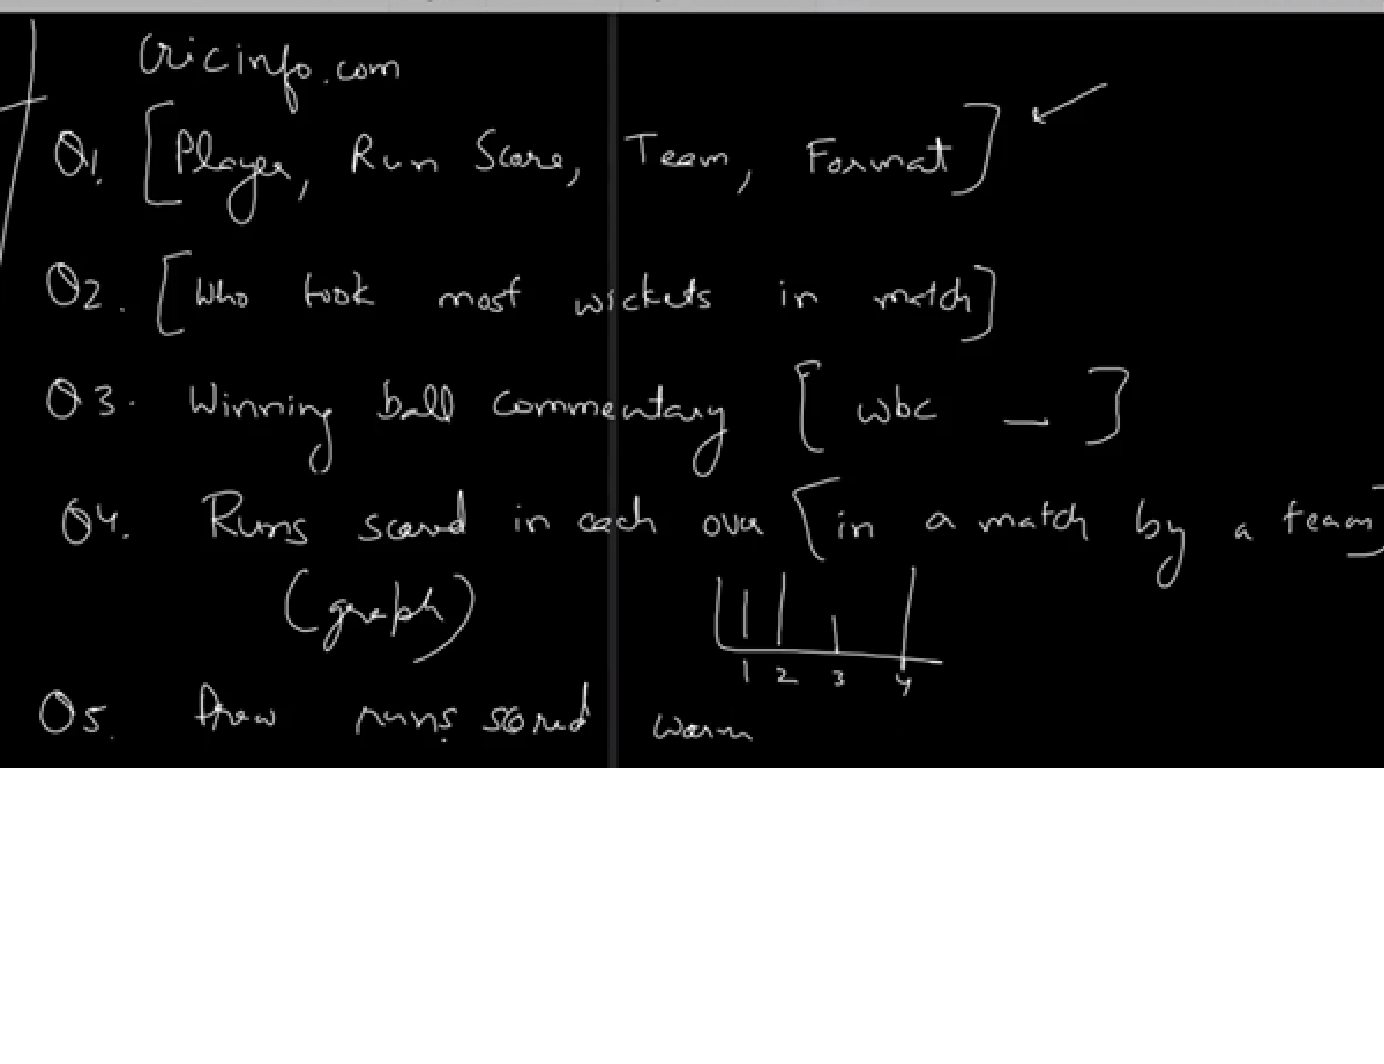 Cricinfo.com
Q1. [Player, Run Score, Team, Format]
Q2. [Who took most wickets in match]
Q3. Winning ball commentary [wbc _ ]
Q4. Runs scored in each over [in a match by a team]
(graph)
1 2 3 4
Q5. Draw runs scored worm